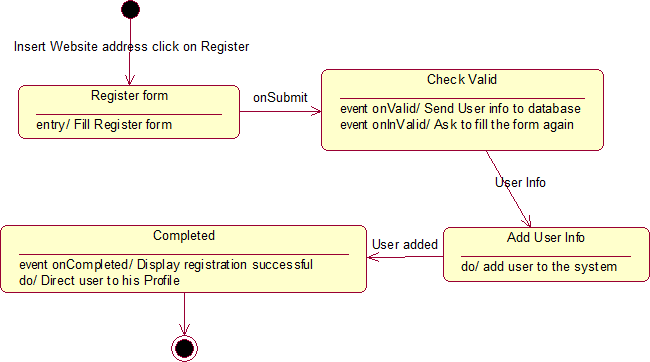 Insert Website address click on Register
Register form
entry/ Fill Register form
onSubmit
Check Valid
event onValid/ Send User info to database
event onInValid/ Ask to fill the form again
User Info
Add User Info
do/ add user to the system
User added
Completed
event onCompleted/ Display registration successful
do/ Direct user to his Profile